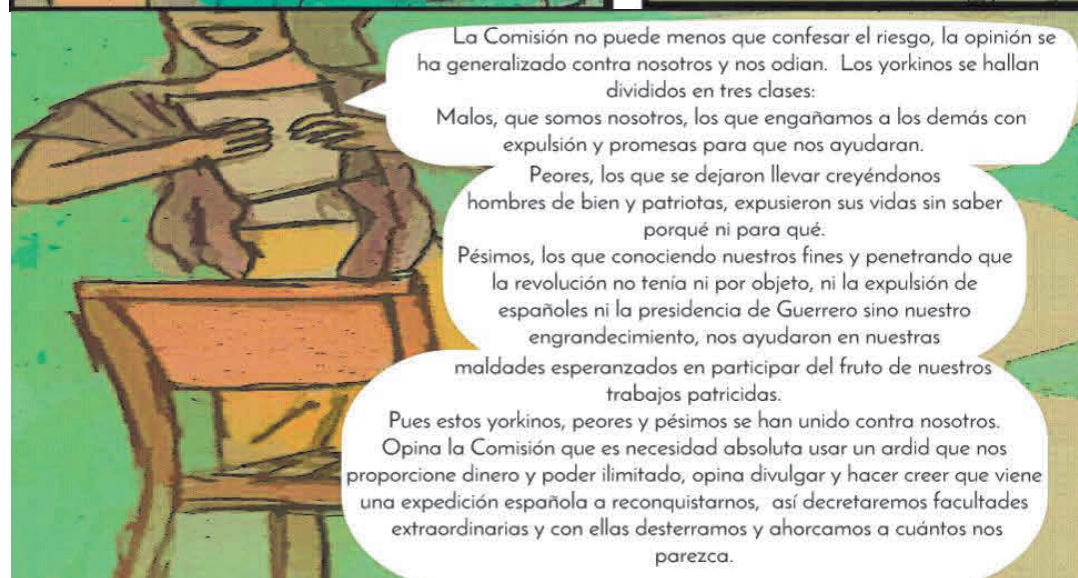 La Comisión no puede menos que confesar el riesgo, la opinión se
ha generalizado contra nosotros y nos odian. Los yorkinos se hallan
divididos en tres clases:
Malos, que somos nosotros, los que engañamos a los demás con
expulsión y promesas para que nos ayudaran.
Peores, los que se dejaron llevar creyéndonos
hombres de bien y patriotas, expusieron sus vidas sin saber
porqué ni para qué.
Pésimos, los que conociendo nuestros fines y penetrando que
la revolución no tenía ni por objeto, ni la expulsión de
españoles ni la presidencia de Guerrero sino nuestro
engrandecimiento, nos ayudaron en nuestras
maldades esperanzados en participar del fruto de nuestros
trabajos patricidas.
Pues estos yorkinos, peores y pésimos se han unido contra nosotros.
Opina la Comisión que es necesidad absoluta usar un ardid que nos
proporcione dinero y poder ilimitado, opina divulgar y hacer creer que viene
una expedición española a reconquistarnos, así decretaremos facultades
extraordinarias y con ellas desterramos y ahorcamos a cuántos nos
parezca.